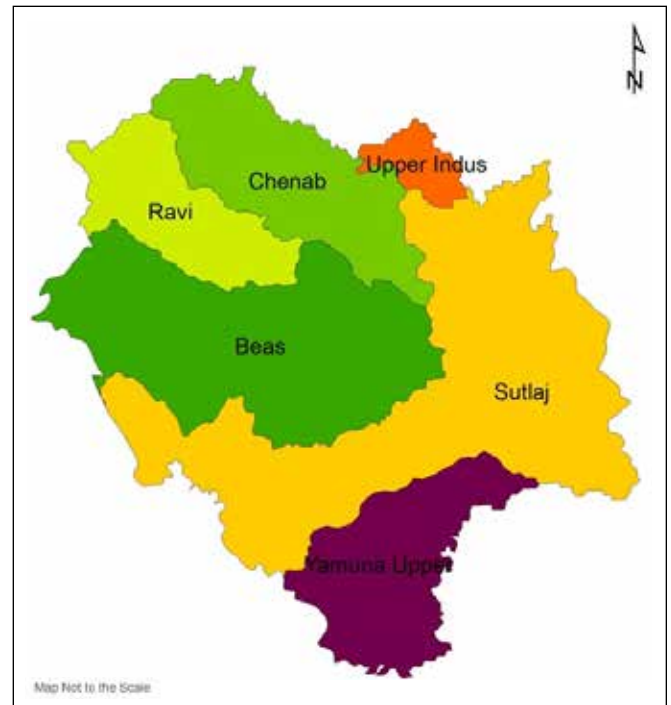 N
Upper Indus
Chenab
Ravi
Beas
Sutlaj
Yamuna Upper
Map Not to the Scale